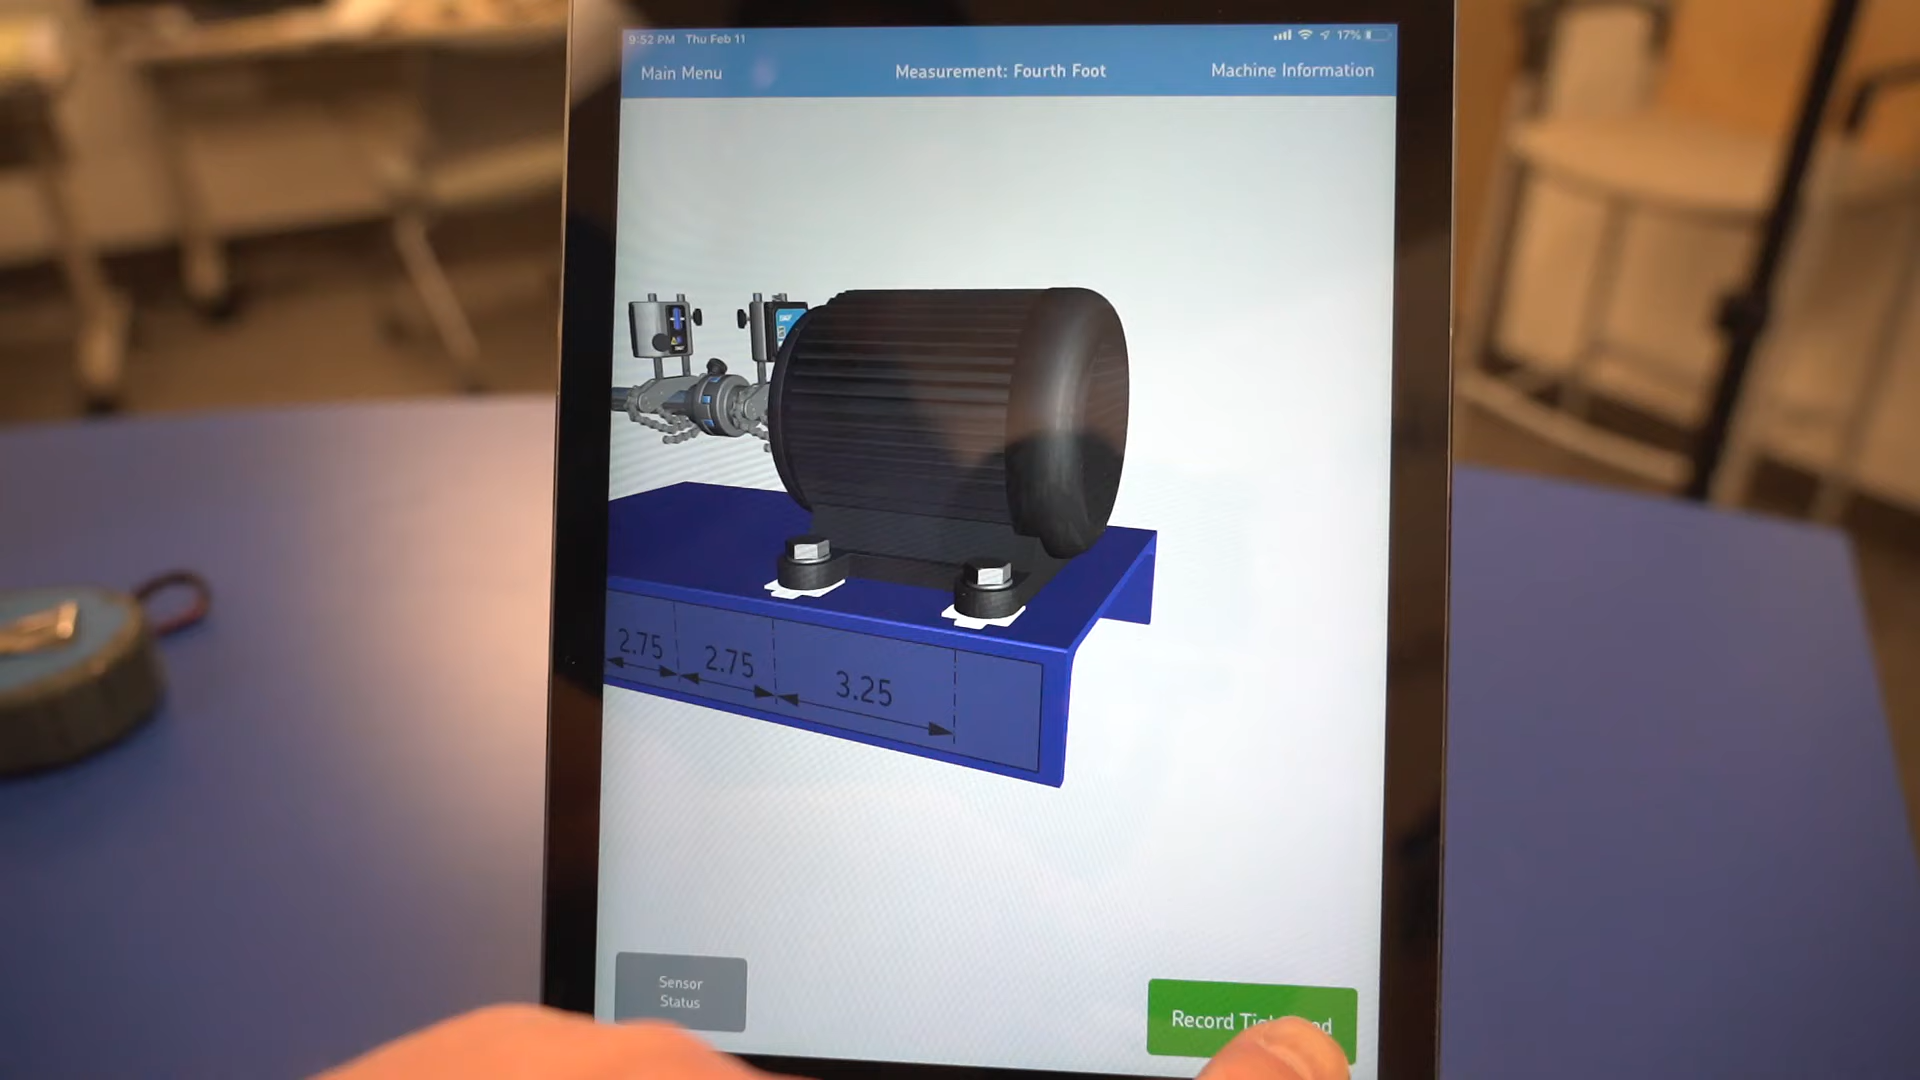 9:52 PM Thu Feb 11
17%
Main Menu
Measurement: Fourth Foot
Machine Information
2.75
2.75
3.25
Sensor
Status
Record